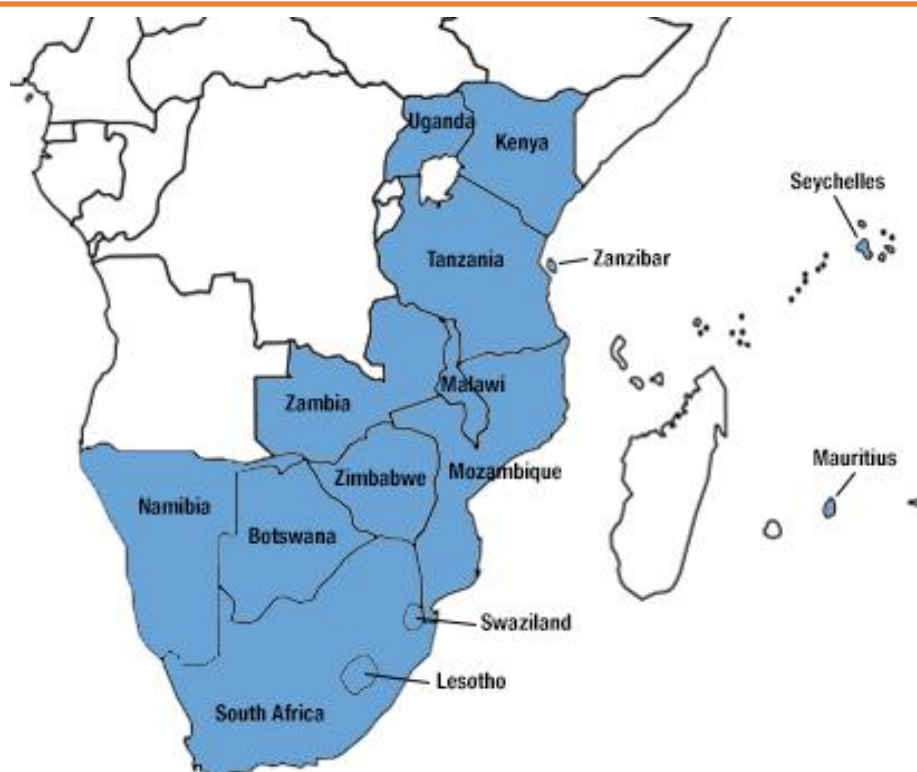 Uganda
Kenya
Seychelles
Tanzania
Zanzibar
Malawi
Zambia
Mauritius
Mozambique
Zimbabwe
Namibia
Botswana
Swaziland
Lesotho
South Africa